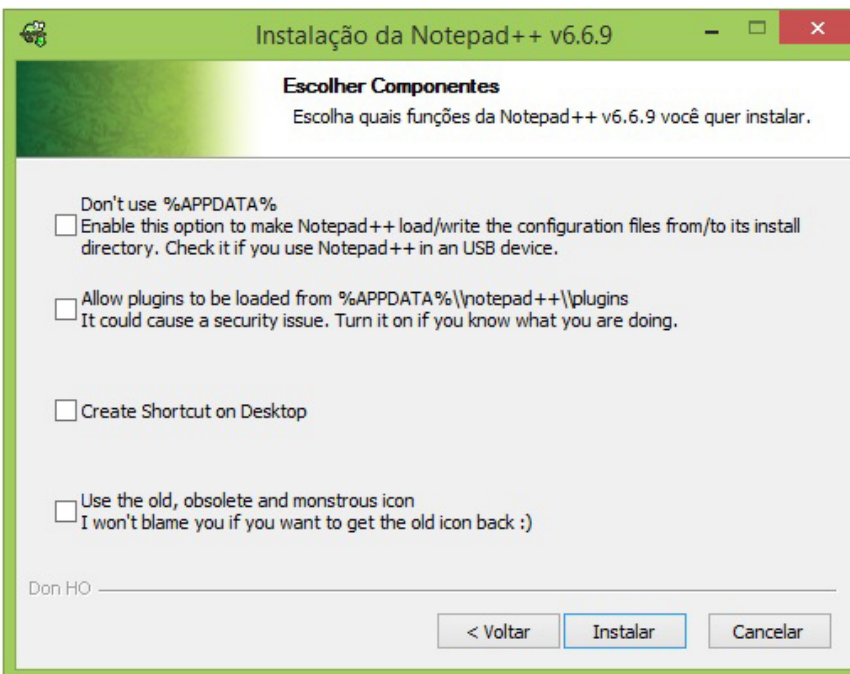 Instalação da Notepad++ v6.6.9
Escolher Componentes
Escolha quais funções da Notepad++ v6.6.9 você quer instalar.
Don't use %APPDATA%
Enable this option to make Notepad++ load/write the configuration files from/to its install
directory. Check it if you use Notepad++ in an USB device.
Allow plugins to be loaded from %APPDATA%\\notepad++\\plugins
It could cause a security issue. Turn it on if you know what you are doing.
Create Shortcut on Desktop
Use the old, obsolete and monstrous icon
I won't blame you if you want to get the old icon back :)
Don HO
< Voltar Instalar Cancelar